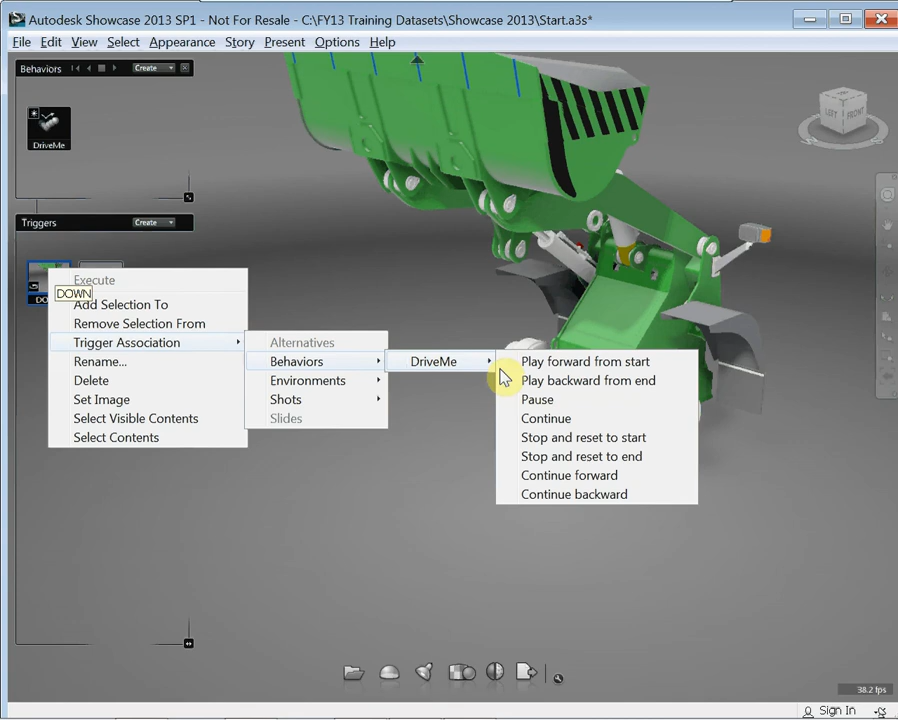 Autodesk Showcase 2013 SP1 - Not For Resale - C:\FY13 Training Datasets\Showcase 2013\Start.a3s*
File Edit View Select Appearance Story Present Options Help
Behaviors Create
DriveMe
LEFT FRONT
Triggers Create
DO
DOWN
Execute
Add Selection To
Remove Selection From
Trigger Association
Rename...
Delete
Set Image
Select Visible Contents
Select Contents
Alternatives
Behaviors
Environments
Shots
Slides
DriveMe
Play forward from start
Play backward from end
Pause
Continue
Stop and reset to start
Stop and reset to end
Continue forward
Continue backward
38.2 fps
Sign In